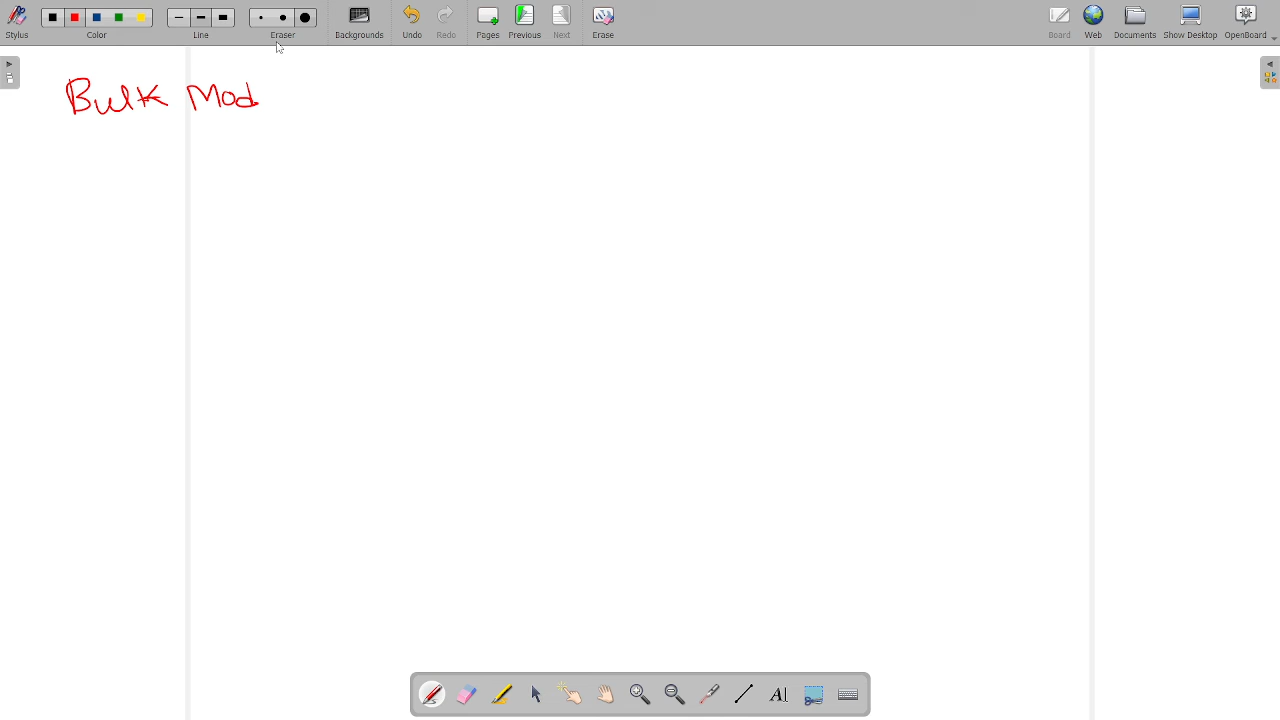 Stylus Color Line Eraser Backgrounds Undo Redo Pages Previous Next Erase Board Web Documents Show Desktop OpenBoard
Bulk Mod
AI